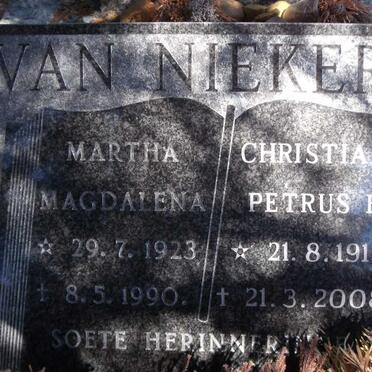 VAN NIEKER
MARTHA
MAGDALENA
☆ 29.7.1923
† 8.5.1990.
CHRISTIA
PETRUS
☆ 21.8.191
† 21.3.2008
SOETE